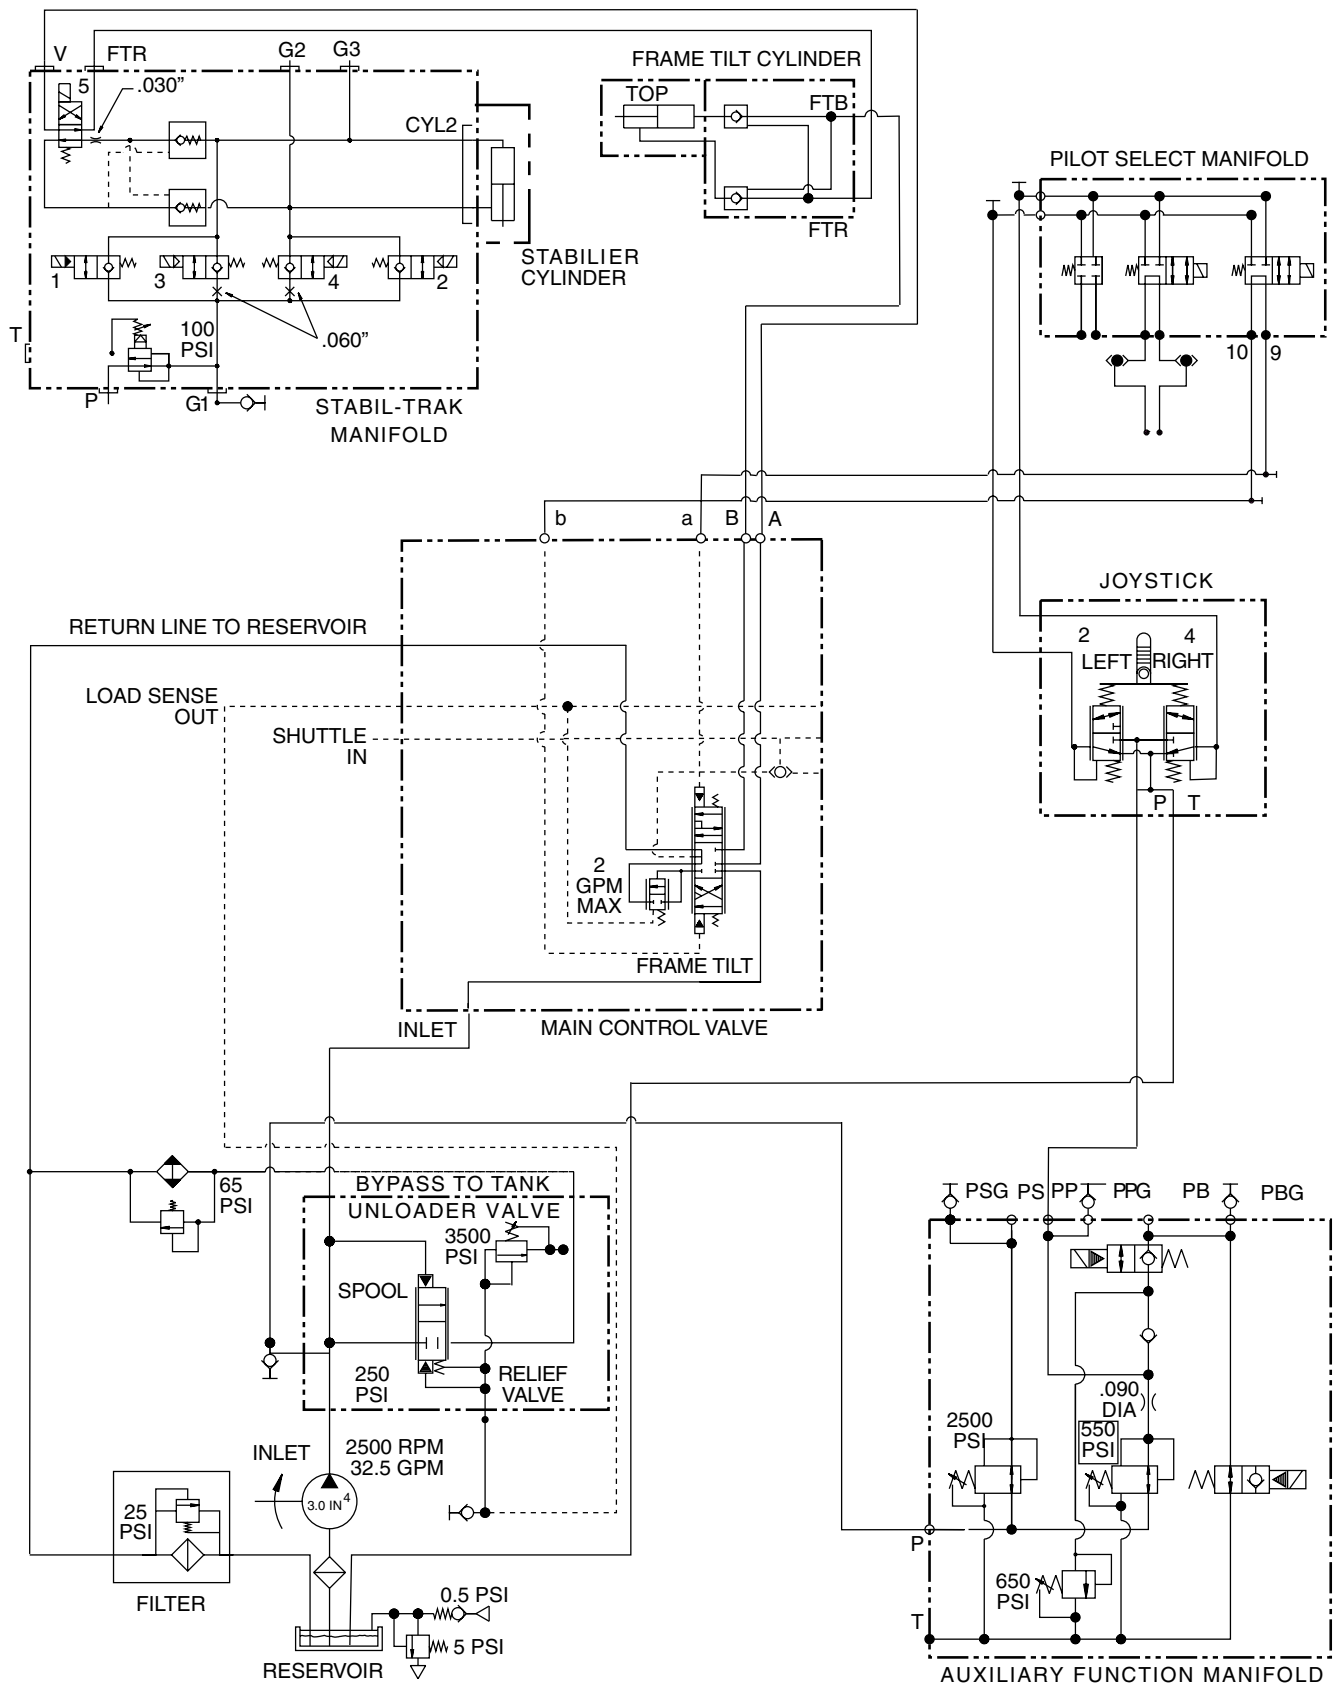 V
FTR
G2
G3
5
.030”
CYL2
FRAME TILT CYLINDER
TOP
FTB
FTR
PILOT SELECT MANIFOLD
STABILIER
CYLINDER
1
3
4
2
T
100
PSI
.060”
P
G1
STABIL-TRAK
MANIFOLD
10
9
b
a
B
A
JOYSTICK
2
4
LEFT
RIGHT
P
T
RETURN LINE TO RESERVOIR
LOAD SENSE
OUT
SHUTTLE
IN
2
GPM
MAX
FRAME TILT
INLET
MAIN CONTROL VALVE
65
PSI
BYPASS TO TANK
UNLOADER VALVE
3500
PSI
SPOOL
250
PSI
RELIEF
VALVE
PSG
PS
PP
PPG
PB
PBG
.090
DIA
2500
PSI
550
PSI
INLET
2500 RPM
32.5 GPM
3.0 IN 4
25
PSI
FILTER
P
650
PSI
T
0.5 PSI
5 PSI
RESERVOIR
AUXILIARY FUNCTION MANIFOLD